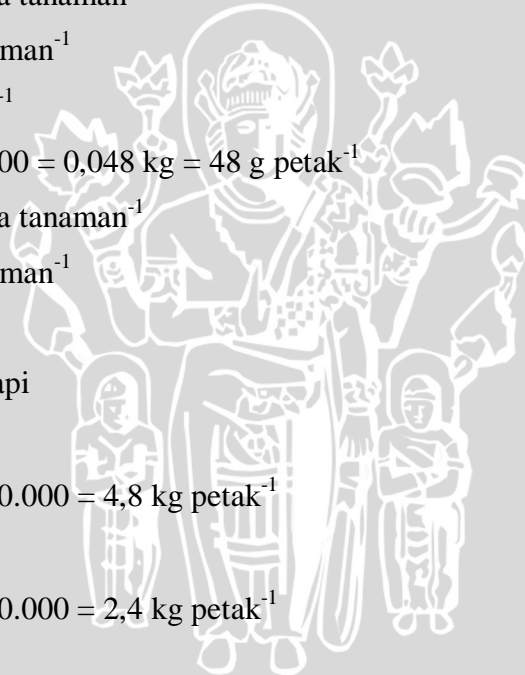 tanaman
man⁻¹
⁻¹
00 = 0,048 kg = 48 g petak⁻¹
a tanaman⁻¹
man⁻¹
api
0.000 = 4,8 kg petak⁻¹
0.000 = 2,4 kg petak⁻¹